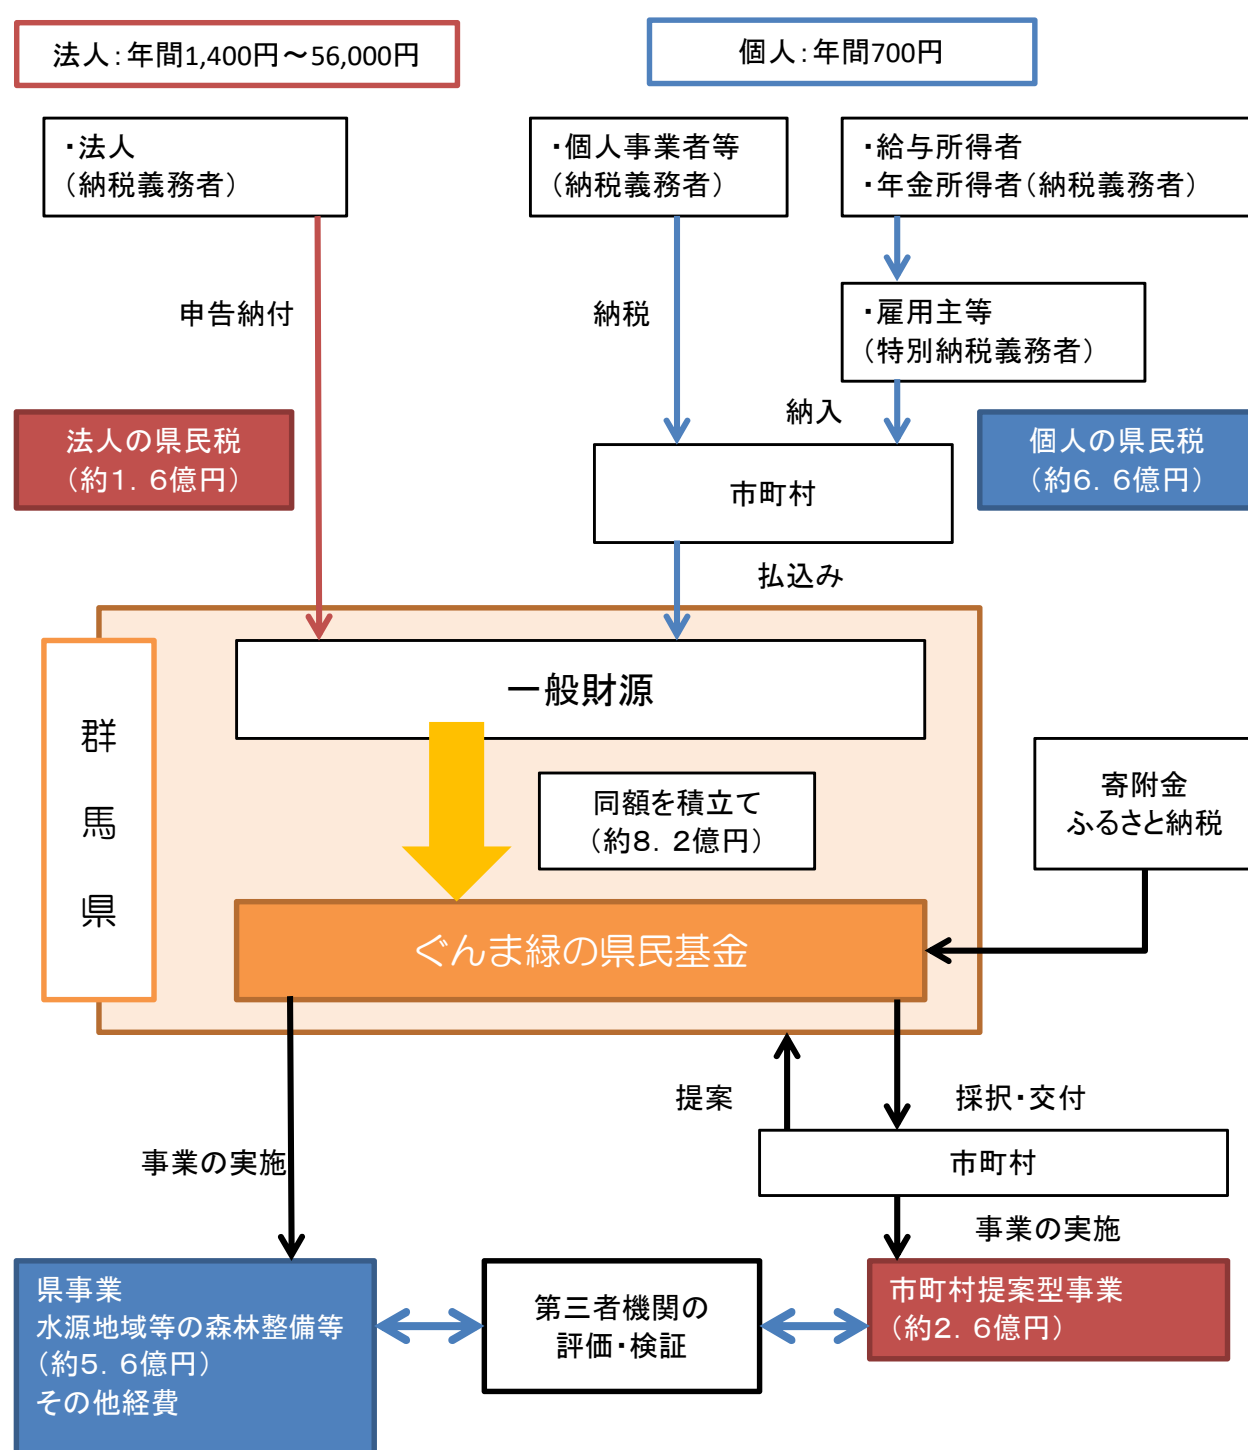 法人：年間1,400円～56,000円
個人：年間700円
・法人
（納税義務者）
・個人事業者等
（納税義務者）
・給与所得者
・年金所得者（納税義務者）
申告納付
納税
・雇用主等
（特別納税義務者）
納入
法人の県民税
（約１．６億円）
個人の県民税
（約６．６億円）
市町村
払込み
群馬県
一般財源
同額を積立て
（約８．２億円）
寄附金
ふるさと納税
ぐんま緑の県民基金
提案
採択・交付
事業の実施
市町村
事業の実施
県事業
水源地域等の森林整備等
（約５．６億円）
その他経費
第三者機関の
評価・検証
市町村提案型事業
（約２．６億円）